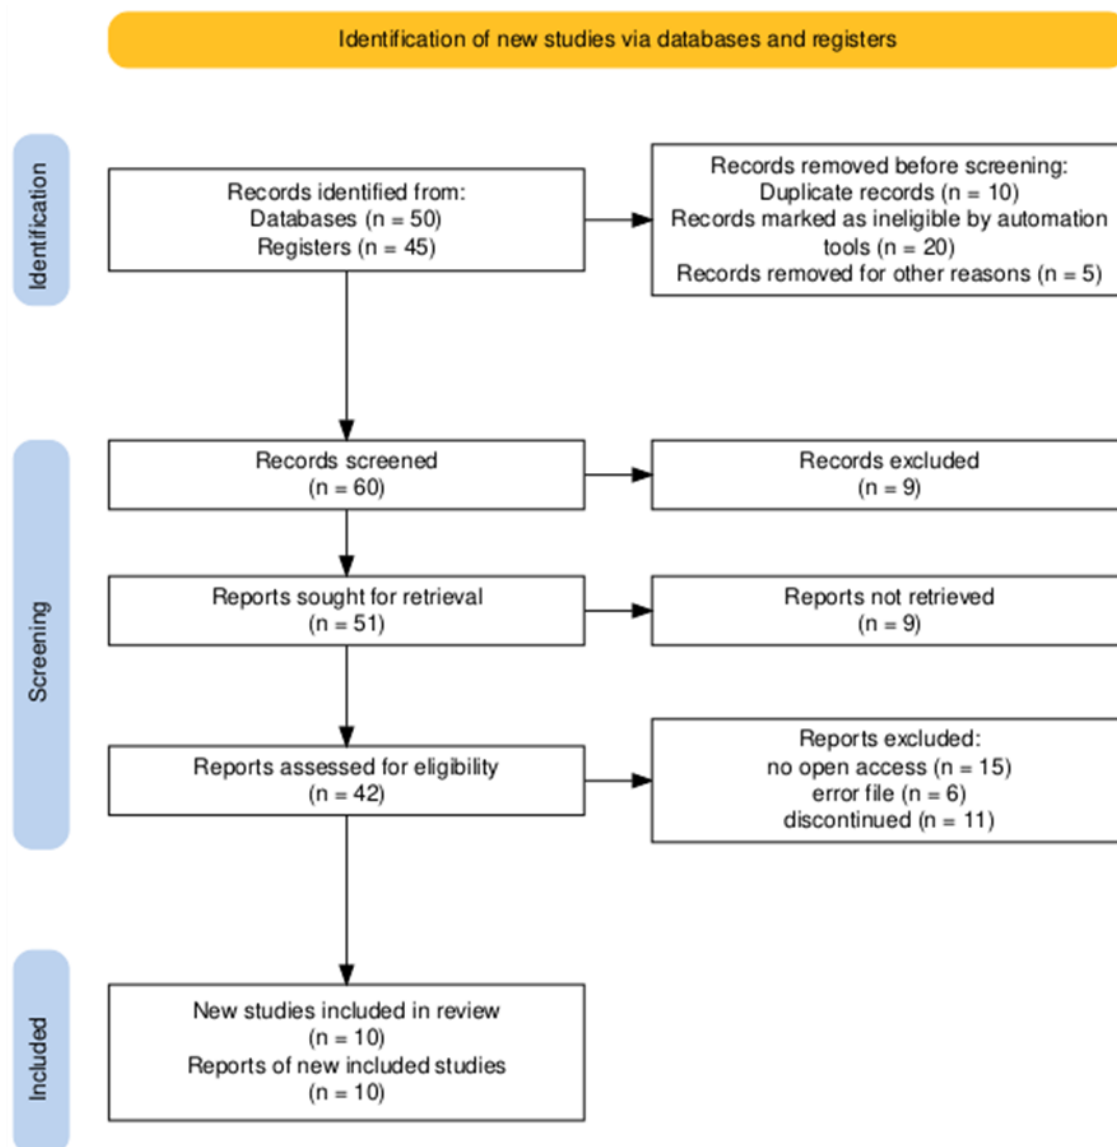 Identification of new studies via databases and registers
Identification
Records identified from:
Databases (n = 50)
Registers (n = 45)
Records removed before screening:
Duplicate records (n = 10)
Records marked as ineligible by automation
tools (n = 20)
Records removed for other reasons (n = 5)
Screening
Records screened
(n = 60)
Records excluded
(n = 9)
Reports sought for retrieval
(n = 51)
Reports not retrieved
(n = 9)
Reports assessed for eligibility
(n = 42)
Reports excluded:
no open access (n = 15)
error file (n = 6)
discontinued (n = 11)
Included
New studies included in review
(n = 10)
Reports of new included studies
(n = 10)